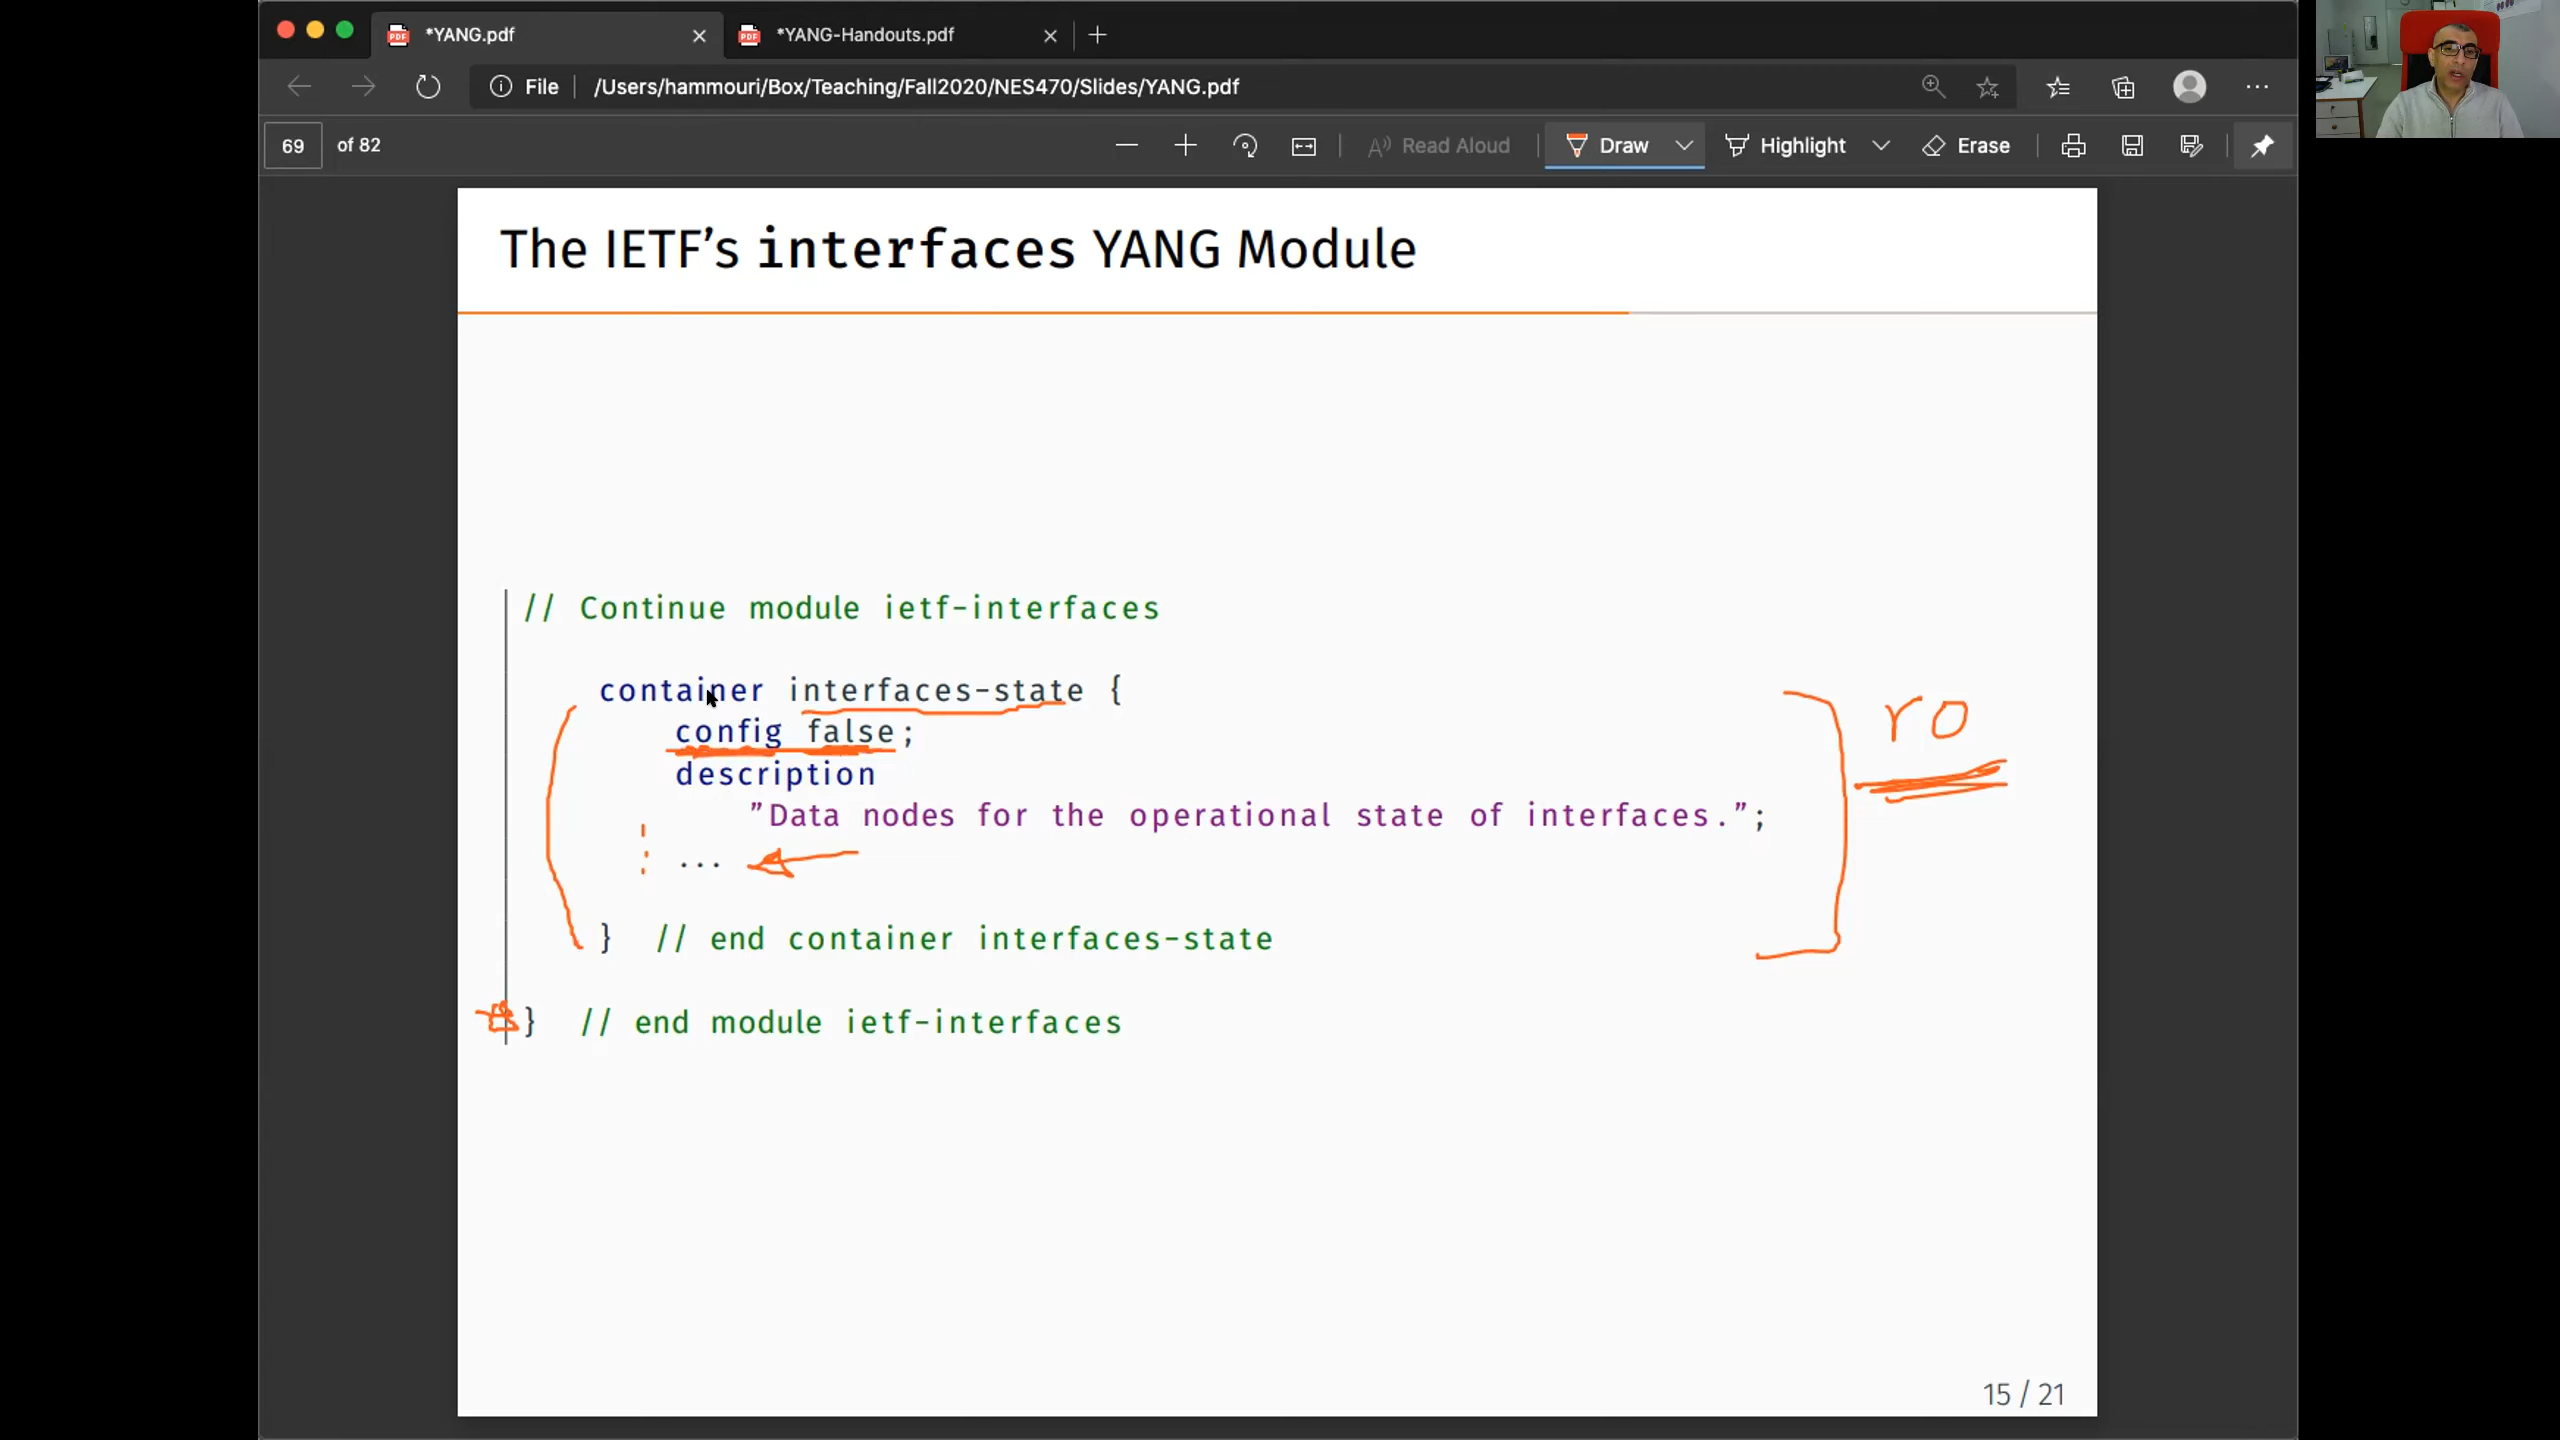 *YANG.pdf
*YANG-Handouts.pdf
File /Users/hammouri/Box/Teaching/Fall2020/NES470/Slides/YANG.pdf
69 of 82
Read Aloud
Draw
Highlight
Erase
The IETF’s interfaces YANG Module
// Continue module ietf-interfaces
container interfaces-state {
config false;
description
"Data nodes for the operational state of interfaces.";
...
} // end container interfaces-state
} // end module ietf-interfaces
ro
15 / 21